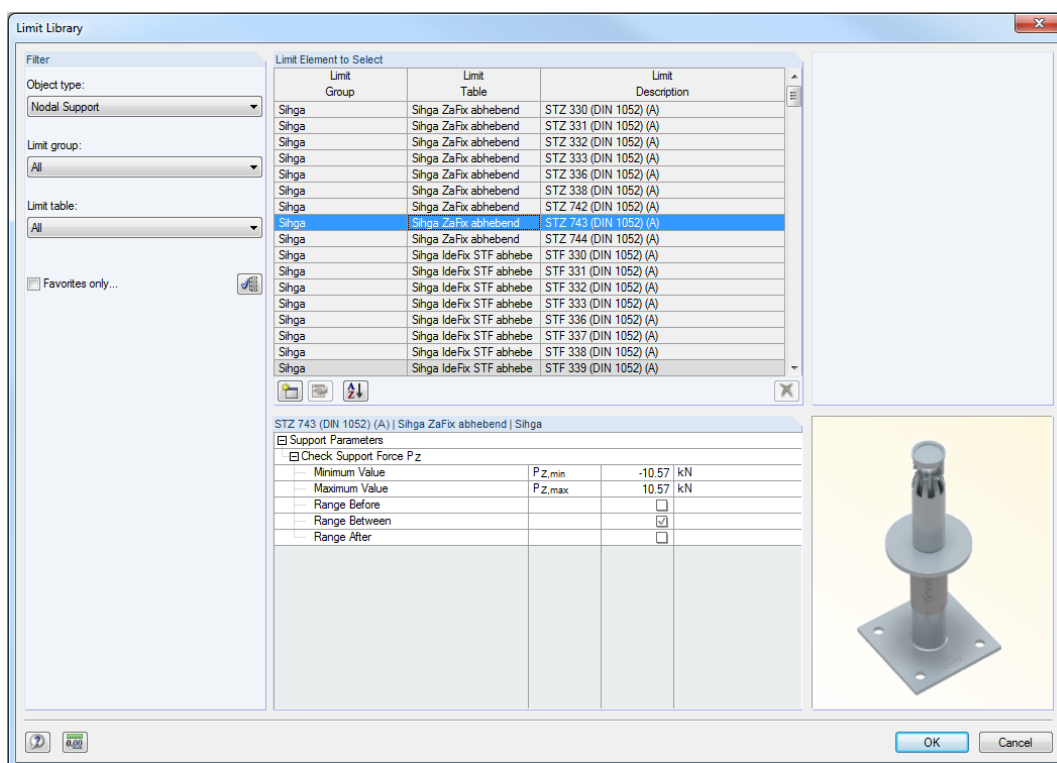 Limit Library
Filter
Object type:
Nodal Support
Limit group:
All
Limit table:
All
Favorites only...
Limit Element to Select
Limit Group Limit Table Limit Description
Sihga Sihga ZaFix abhebend STZ 330 (DIN 1052) (A)
Sihga Sihga ZaFix abhebend STZ 331 (DIN 1052) (A)
Sihga Sihga ZaFix abhebend STZ 332 (DIN 1052) (A)
Sihga Sihga ZaFix abhebend STZ 333 (DIN 1052) (A)
Sihga Sihga ZaFix abhebend STZ 336 (DIN 1052) (A)
Sihga Sihga ZaFix abhebend STZ 338 (DIN 1052) (A)
Sihga Sihga ZaFix abhebend STZ 742 (DIN 1052) (A)
Sihga Sihga ZaFix abhebend STZ 743 (DIN 1052) (A)
Sihga Sihga ZaFix abhebend STZ 744 (DIN 1052) (A)
Sihga Sihga IdeFix STF abhebe STF 330 (DIN 1052) (A)
Sihga Sihga IdeFix STF abhebe STF 331 (DIN 1052) (A)
Sihga Sihga IdeFix STF abhebe STF 332 (DIN 1052) (A)
Sihga Sihga IdeFix STF abhebe STF 333 (DIN 1052) (A)
Sihga Sihga IdeFix STF abhebe STF 336 (DIN 1052) (A)
Sihga Sihga IdeFix STF abhebe STF 337 (DIN 1052) (A)
Sihga Sihga IdeFix STF abhebe STF 338 (DIN 1052) (A)
Sihga Sihga IdeFix STF abhebe STF 339 (DIN 1052) (A)
STZ 743 (DIN 1052) (A) | Sihga ZaFix abhebend | Sihga
Support Parameters
Check Support Force PZ
Minimum Value PZ,min -10.57 kN
Maximum Value PZ,max 10.57 kN
Range Before
Range Between
Range After
0.00
OK
Cancel